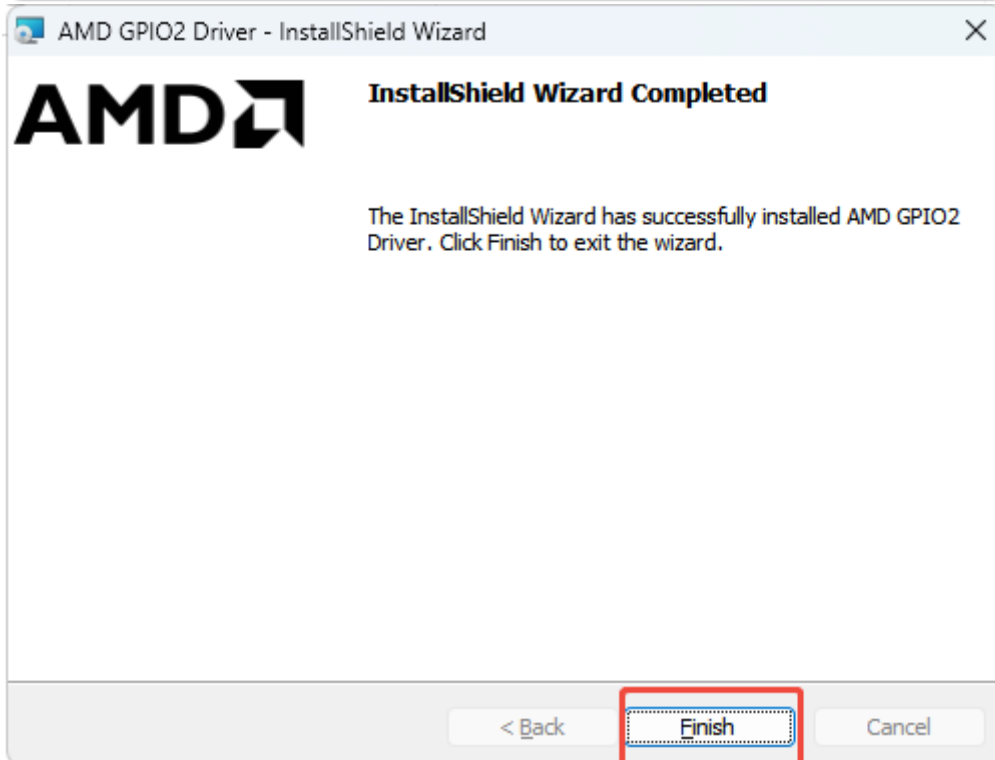 AMD GPIO2 Driver - InstallShield Wizard
AMD
InstallShield Wizard Completed
The InstallShield Wizard has successfully installed AMD GPIO2
Driver. Click Finish to exit the wizard.
< Back
Finish
Cancel